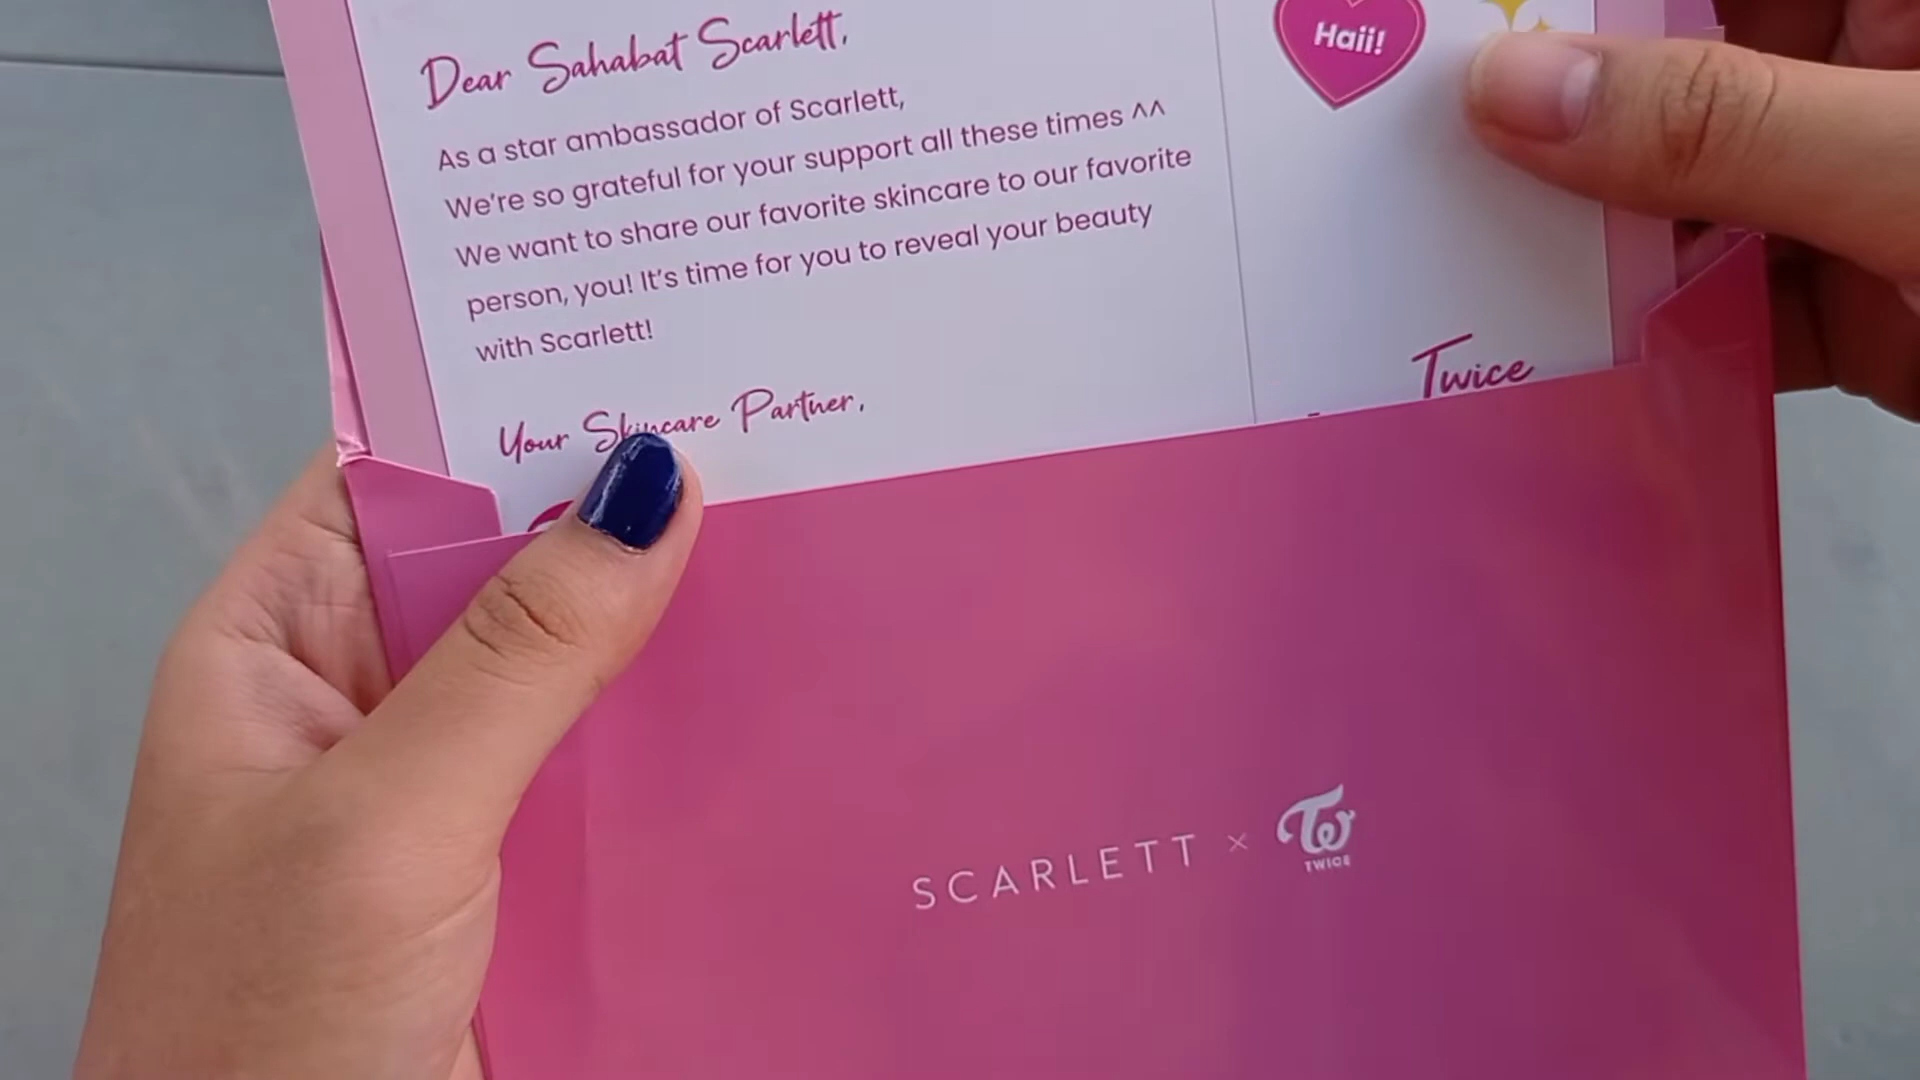 Dear Sahabat Scarlett,
As a star ambassador of Scarlett,
We're so grateful for your support all these times ^^
We want to share our favorite skincare to our favorite
person, you! It's time for you to reveal your beauty
with Scarlett!
Your Skincare Partner,
Haii!
Twice
SCARLETT × TW
TWICE